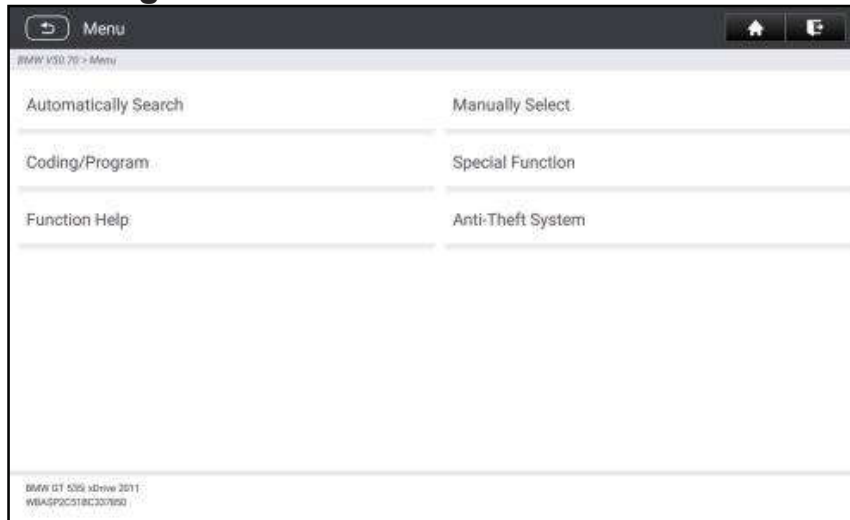 Menu
BMW V50.70 > Menu
Automatically Search
Manually Select
Coding/Program
Special Function
Function Help
Anti-Theft System
BMW GT 535i xDrive 2011